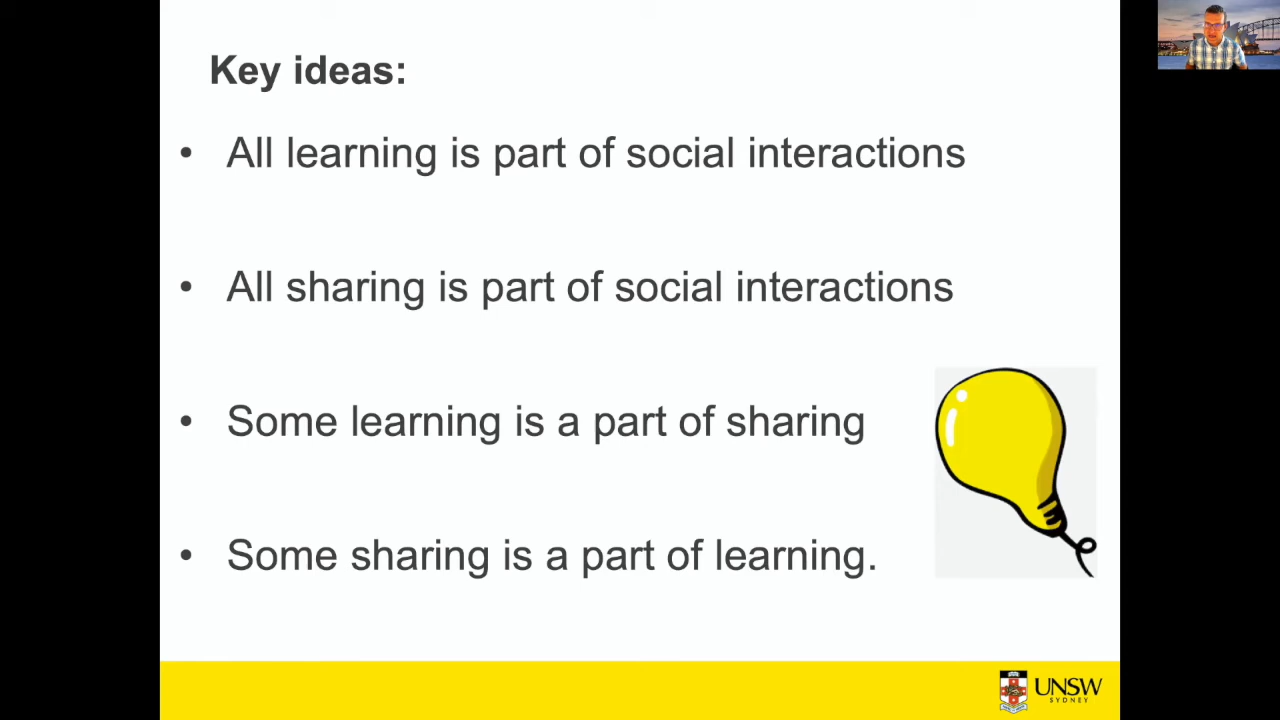 Key ideas:
• All learning is part of social interactions
• All sharing is part of social interactions
• Some learning is a part of sharing
• Some sharing is a part of learning.
UNSW
SYDNEY